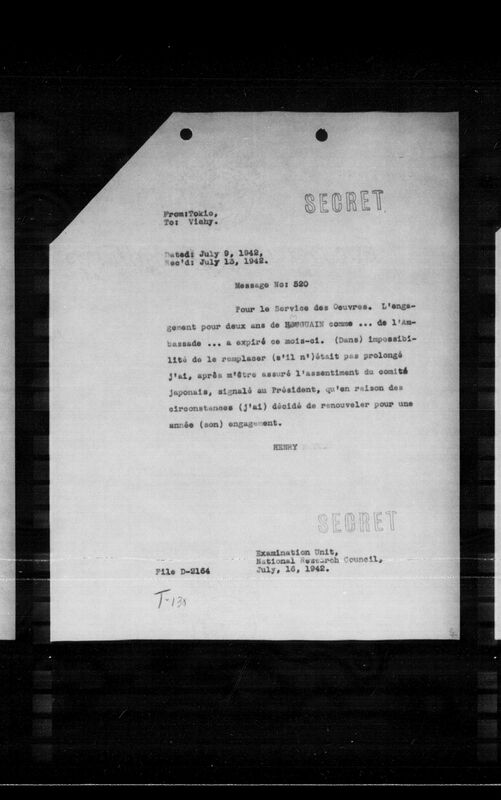 SECRET
From:Tokio,
To: Vichy.
Dated: July 9, 1942,
Rec'd: July 13, 1942.
Message No: 520
Pour le Service des Oeuvres. L'enga-
gement pour deux ans de comme ... de l'Am-
bassade ... a expiré ce mois-ci. (Dans) impossibi-
lité de le remplacer (s'il n')était pas prolongé
j'ai, après m'être assuré l'assentiment du comité
japonais, signalé au Président, qu'en raison des
circonstances (j'ai) décidé de renouveler pour une
année (son) engagement.
HENRY
SECRET
Examination Unit,
National Research Council,
File D-2164 July, 16, 1942.
T-138